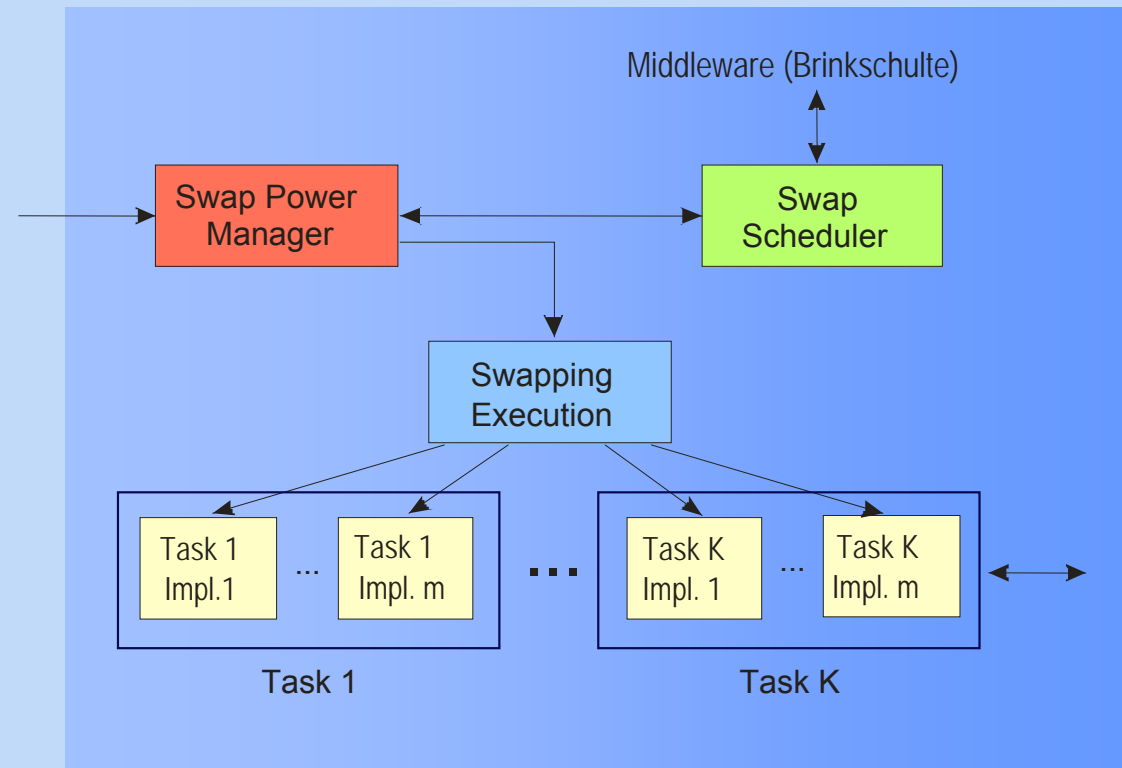 Middleware (Brinkschulte)
Swap Power
Manager
Swap
Scheduler
Swapping
Execution
Task 1
Impl.1
...
Task 1
Impl. m
...
Task K
Impl. 1
...
Task K
Impl. m
Task 1
Task K